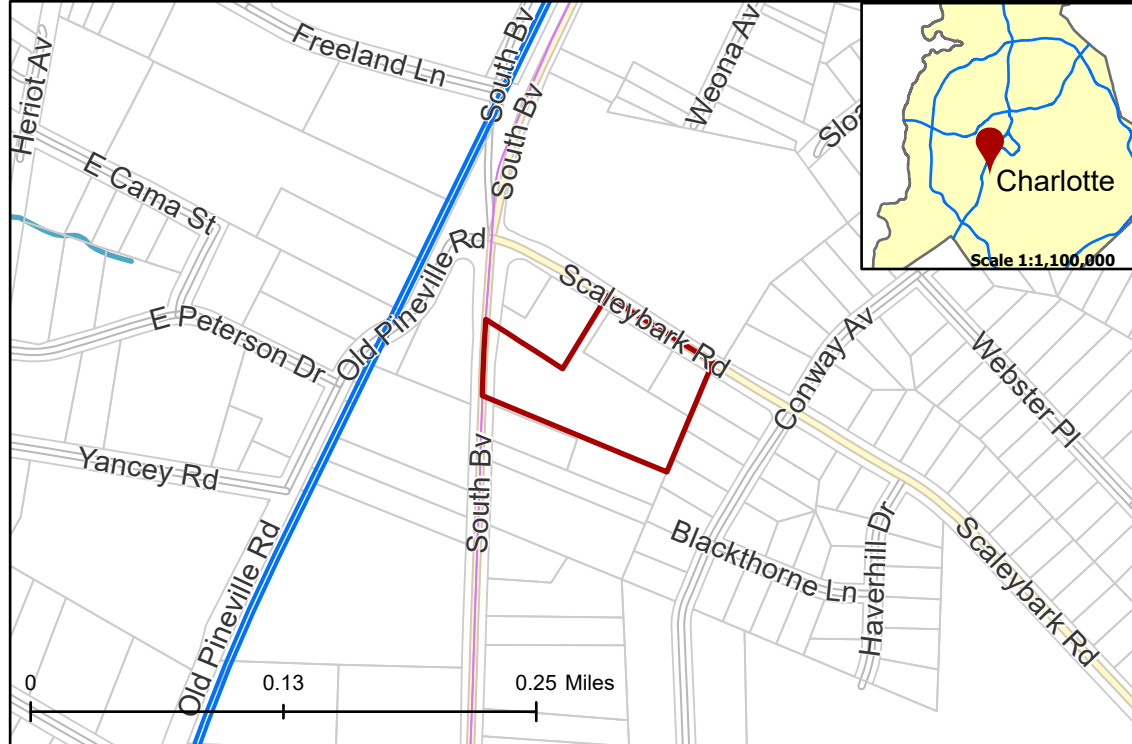 Freeland Ln
South Bv
South Bv
Weona Av
Sloa
Heriot Av
E Cama St
Charlotte
Scale 1:1,100,000
Old Pineville Rd
Scaleybark Rd
E Peterson Dr
Conway Av
Webster Pl
Yancey Rd
South Bv
Blackthorne Ln
Haverhill Dr
Scaleybark Rd
Old Pineville Rd
0 0.13 0.25 Miles